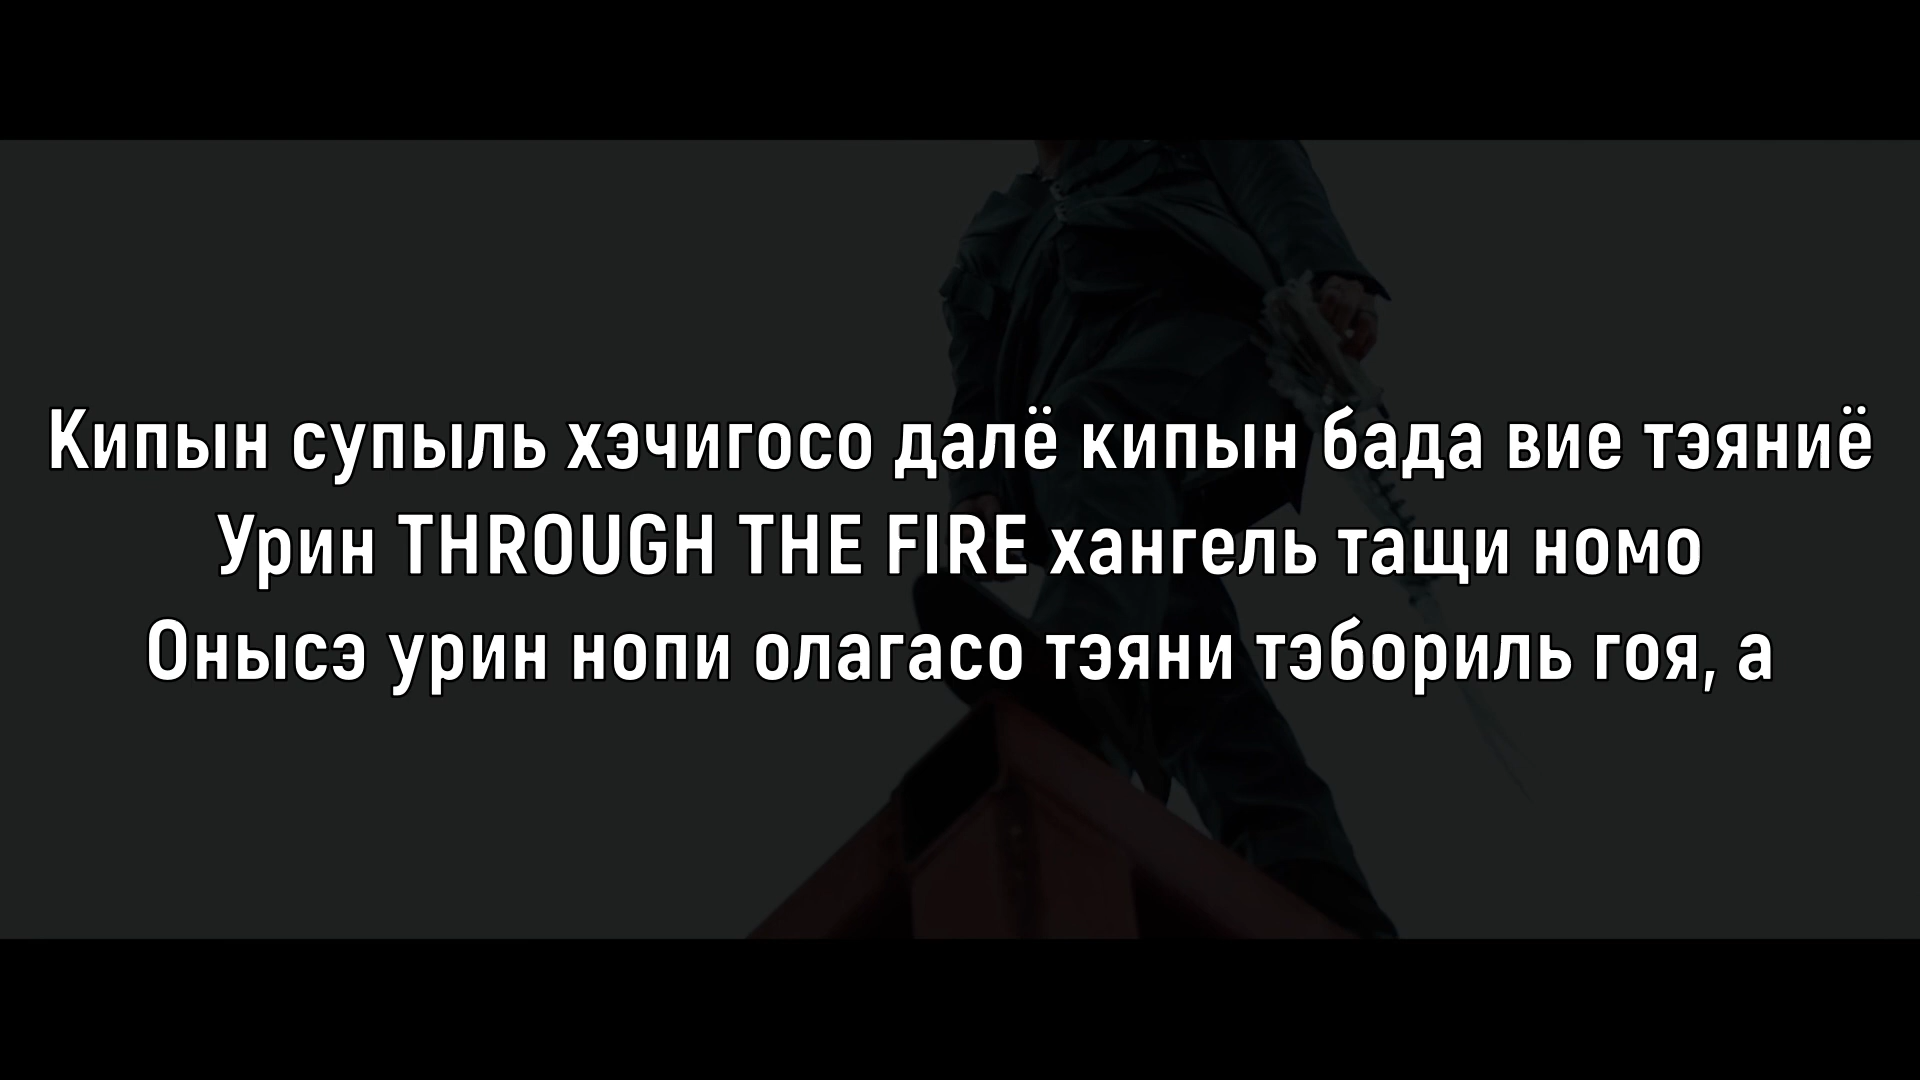 Кипын супыль хэчигосо далё кипын бада вие тэяниё
Урин THROUGH THE FIRE хангель тащи номо
Онысэ урин нопи олагасо тэяни тэбориль гоя, а